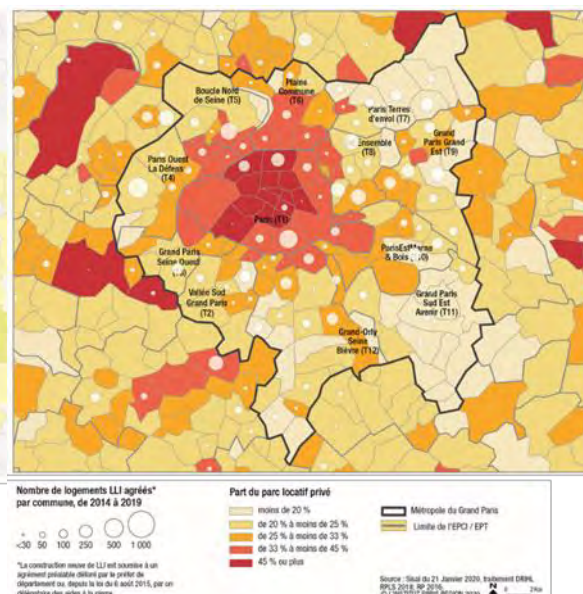 Boucle Nord
de Seine (T5)
Plaine
Commune
(T6)
Paris Terres
d'envol (T7)
Paris Ouest
La Défense
(T4)
Ensemble
(T8)
Grand
Paris Grand
Est (T9)
Paris (T1)
Grand Paris
Seine Ouest
Vallée Sud
Grand Paris
(T2)
ParisEstMarne
& Bois
Grand Paris
Sud Est
Avenir (T11)
Grand-Orly
Seine
Bièvre (T12)
Nombre de logements LLI agréés*
par commune, de 2014 à 2019
<30 50 100 250 500 1 000
*La construction neuve de LLI est soumise à un
agrément préalable délivré par le préfet de
département ou, depuis la loi du 6 août 2015, par un
Part du parc locatif privé
moins de 20 %
de 20 % à moins de 25 %
de 25 % à moins de 33 %
de 33 % à moins de 45 %
45 % ou plus
Métropole du Grand Paris
Limite de l'EPCI / EPT
Source : Sisal du 21 Janvier 2020, traitement DRIHL
RPLS 2018, RP 2016,
© L'INSTITUT PARIS REGION 2020
0 2 Km